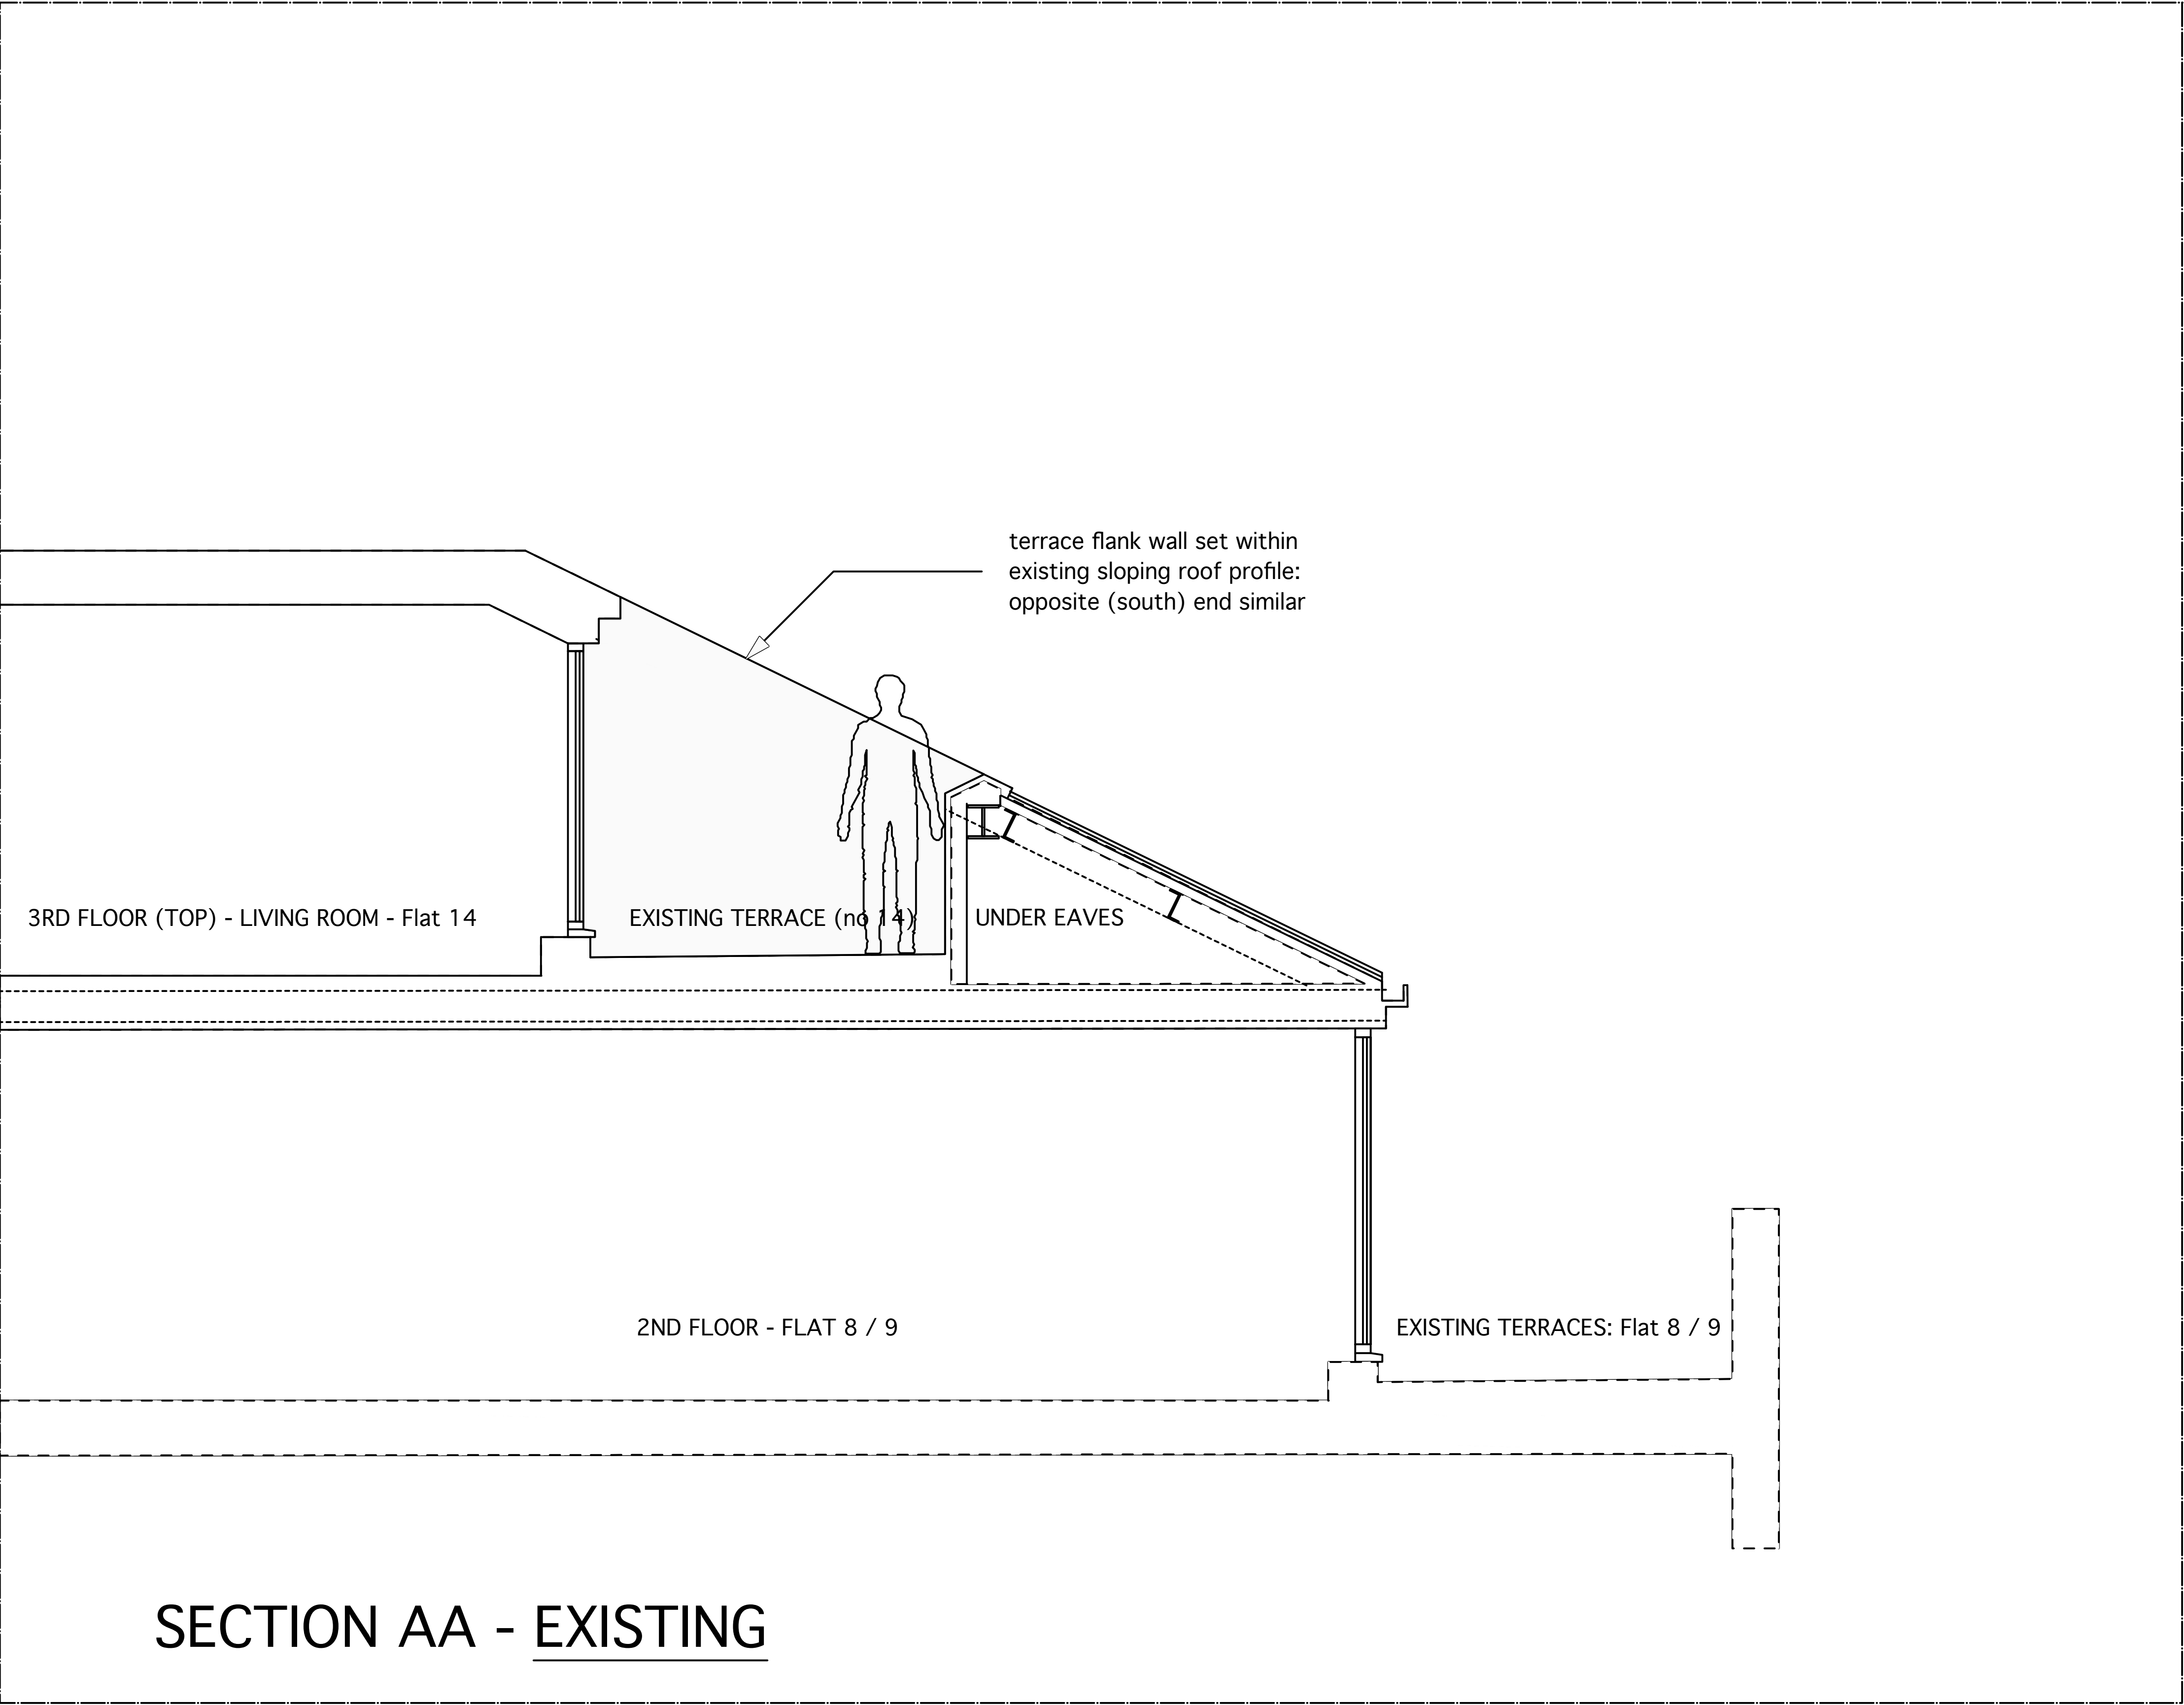 terrace flank wall set within
existing sloping roof profile:
opposite (south) end similar
3RD FLOOR (TOP) - LIVING ROOM - Flat 14
EXISTING TERRACE (no 14)
UNDER EAVES
2ND FLOOR - FLAT 8 / 9
EXISTING TERRACES: Flat 8 / 9
SECTION AA - EXISTING